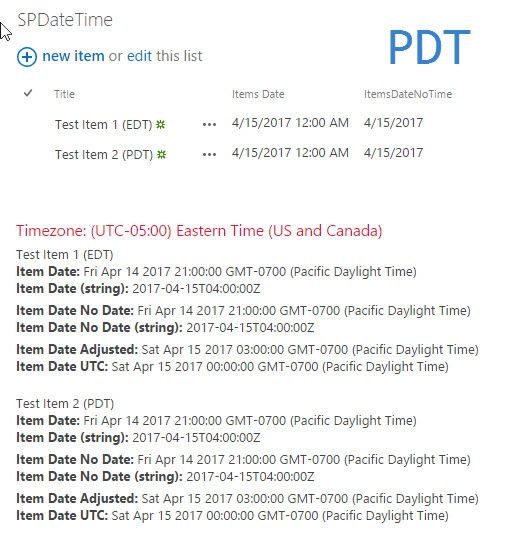 SPDateTime
PDT
new item or edit this list
Title Items Date ItemsDateNoTime
Test Item 1 (EDT) ... 4/15/2017 12:00 AM 4/15/2017
Test Item 2 (PDT) ... 4/15/2017 12:00 AM 4/15/2017
Timezone: (UTC-05:00) Eastern Time (US and Canada)
Test Item 1 (EDT)
Item Date: Fri Apr 14 2017 21:00:00 GMT-0700 (Pacific Daylight Time)
Item Date (string): 2017-04-15T04:00:00Z
Item Date No Date: Fri Apr 14 2017 21:00:00 GMT-0700 (Pacific Daylight Time)
Item Date No Date (string): 2017-04-15T04:00:00Z
Item Date Adjusted: Sat Apr 15 2017 03:00:00 GMT-0700 (Pacific Daylight Time)
Item Date UTC: Sat Apr 15 2017 00:00:00 GMT-0700 (Pacific Daylight Time)
Test Item 2 (PDT)
Item Date: Fri Apr 14 2017 21:00:00 GMT-0700 (Pacific Daylight Time)
Item Date (string): 2017-04-15T04:00:00Z
Item Date No Date: Fri Apr 14 2017 21:00:00 GMT-0700 (Pacific Daylight Time)
Item Date No Date (string): 2017-04-15T04:00:00Z
Item Date Adjusted: Sat Apr 15 2017 03:00:00 GMT-0700 (Pacific Daylight Time)
Item Date UTC: Sat Apr 15 2017 00:00:00 GMT-0700 (Pacific Daylight Time)